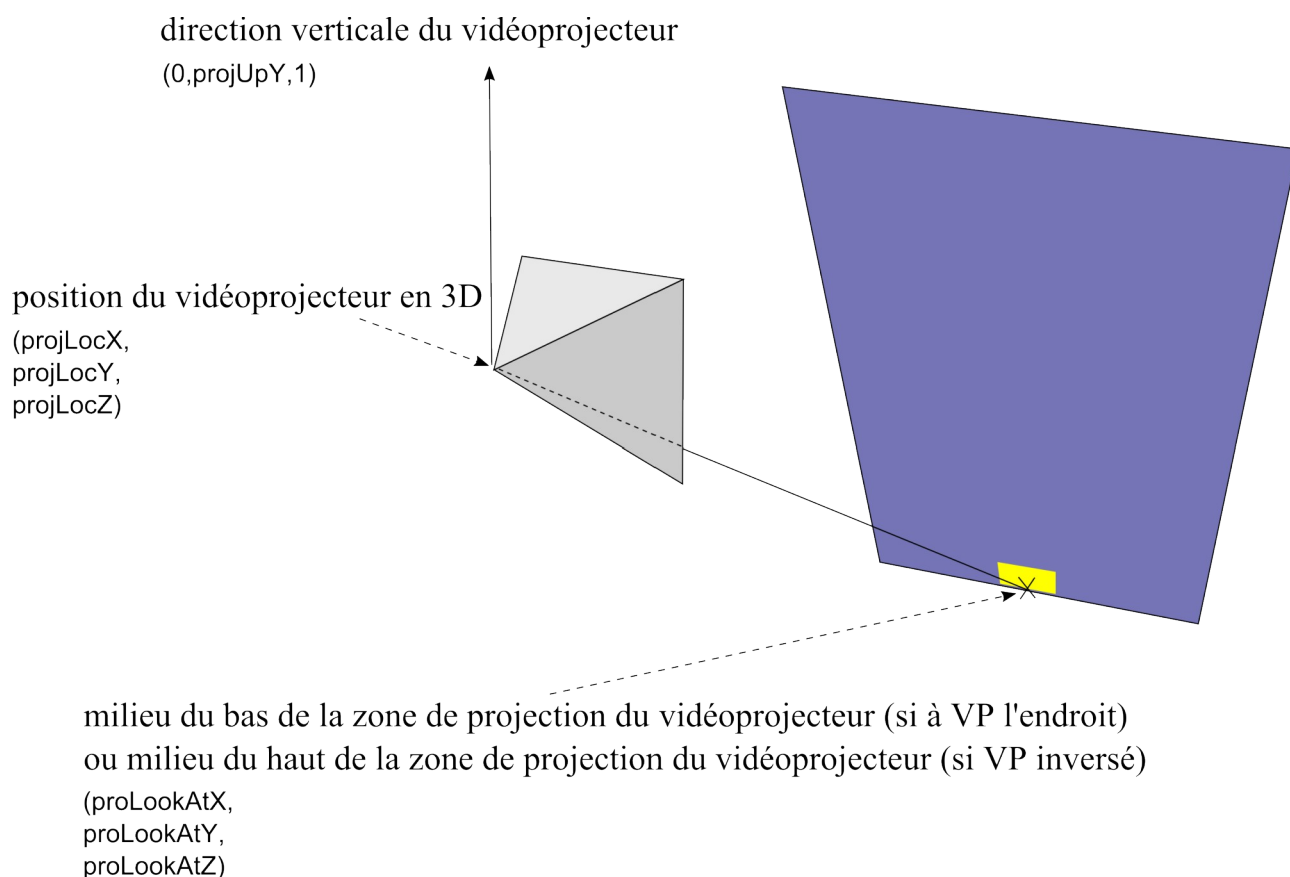 direction verticale du vidéoprojecteur
(0,projUpY,1)
position du vidéoprojecteur en 3D
(projLocX,
projLocY,
projLocZ)
milieu du bas de la zone de projection du vidéoprojecteur (si à VP l'endroit)
ou milieu du haut de la zone de projection du vidéoprojecteur (si VP inversé)
(proLookAtX,
proLookAtY,
proLookAtZ)